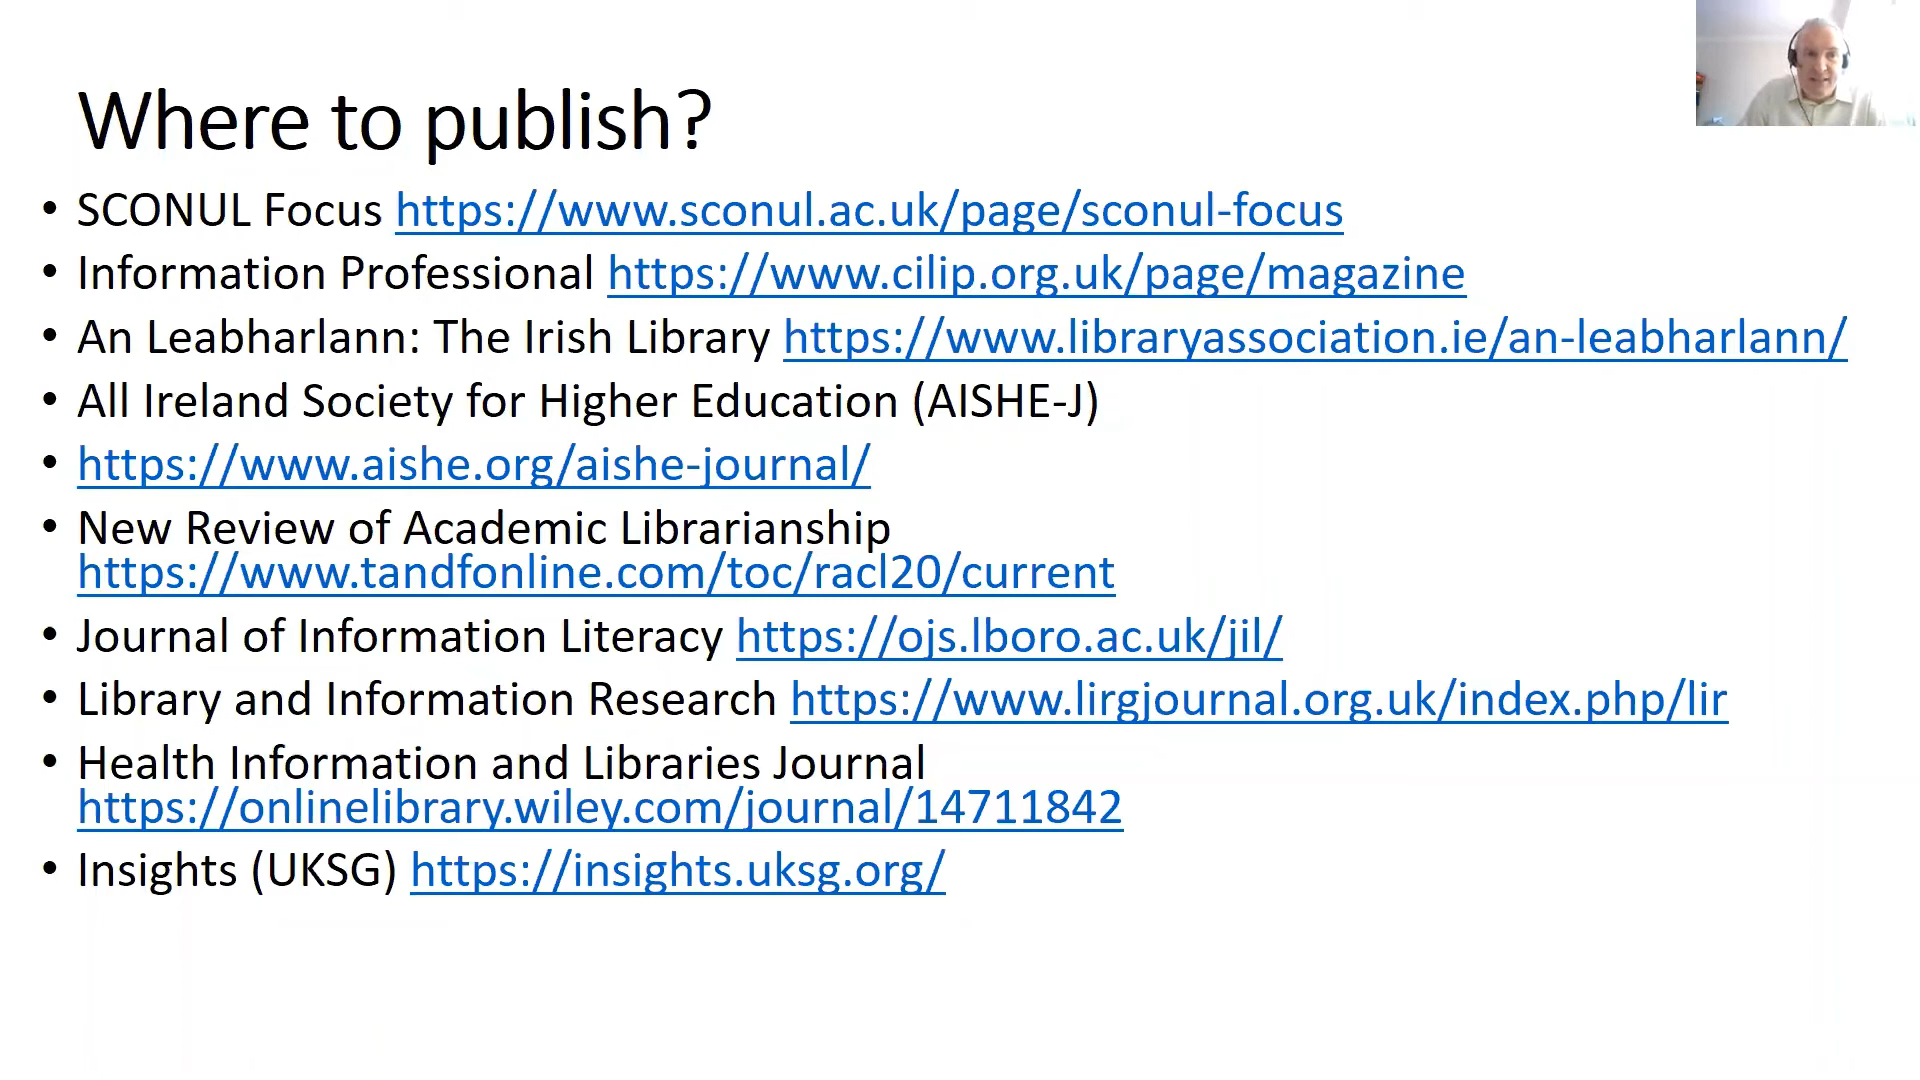 Where to publish?
• SCONUL Focus https://www.sconul.ac.uk/page/sconul-focus
• Information Professional https://www.cilip.org.uk/page/magazine
• An Leabharlann: The Irish Library https://www.libraryassociation.ie/an-leabharlann/
• All Ireland Society for Higher Education (AISHE-J)
• https://www.aishe.org/aishe-journal/
• New Review of Academic Librarianship
https://www.tandfonline.com/toc/racl20/current
• Journal of Information Literacy https://ojs.lboro.ac.uk/jil/
• Library and Information Research https://www.lirgjournal.org.uk/index.php/lir
• Health Information and Libraries Journal
https://onlinelibrary.wiley.com/journal/14711842
• Insights (UKSG) https://insights.uksg.org/